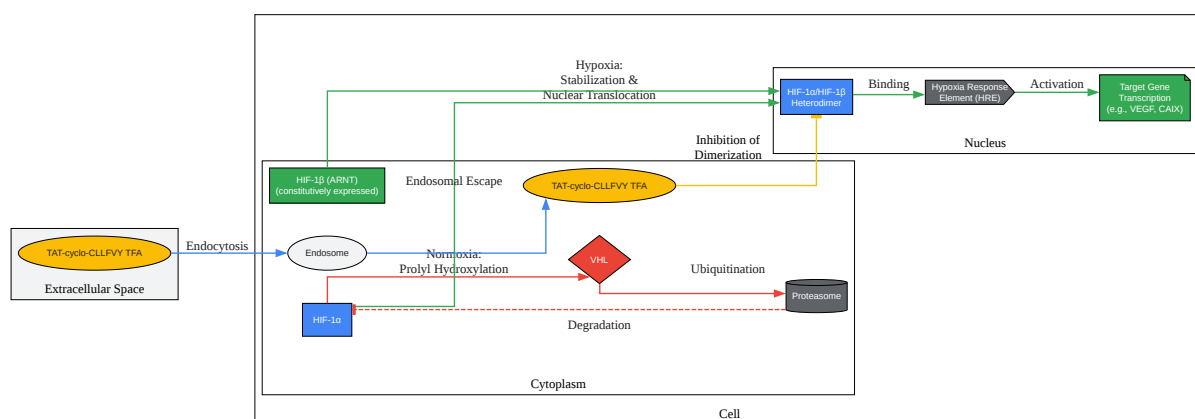 Hypoxia:
Stabilization &
Nuclear Translocation
HIF-1α/HIF-1β
Heterodimer
Binding
Hypoxia Response
Element (HRE)
Activation
Target Gene
Transcription
(e.g., VEGF, CAIX)
Nucleus
Inhibition of
Dimerization
HIF-1β (ARNT)
(constitutively expressed)
Endosomal Escape
TAT-cyclo-CLLFVY TFA
TAT-cyclo-CLLFVY TFA
Endocytosis
Endosome
Extracellular Space
Normoxia:
Prolyl Hydroxylation
VHL
Ubiquitination
Proteasome
HIF-1α
Degradation
Cytoplasm
Cell